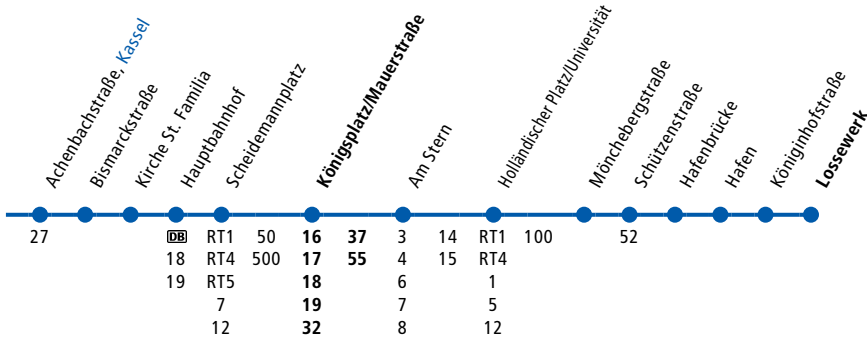 Achenbachstraße, Kassel
Bismarckstraße
Kirche St. Familia
Hauptbahnhof
Scheidemannplatz
Königsplatz/Mauerstraße
Am Stern
Holländischer Platz/Universität
Mönchebergstraße
Schützenstraße
Hafenbrücke
Hafen
Königinhofstraße
Lossewerk
27 DB RT1 50 16 37 3 14 RT1 100 52
18 RT4 500 17 55 4 15 RT4
19 RT5 18 6 1
7 19 7 5
12 32 8 12